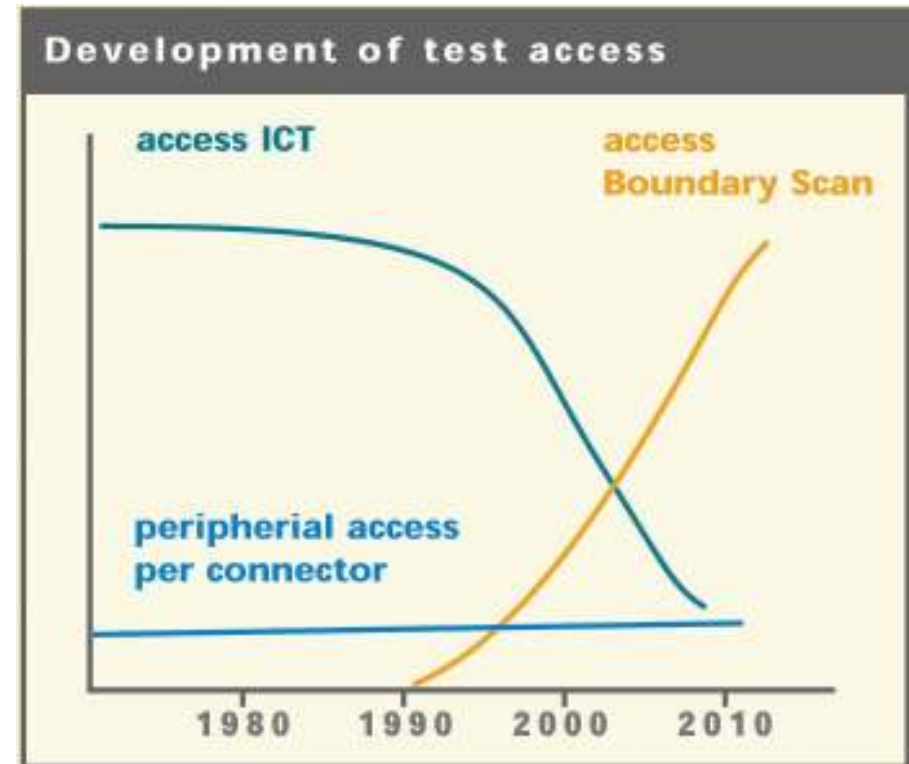 Development of test access
access ICT
access
Boundary Scan
peripherial access
per connector
1980 1990 2000 2010